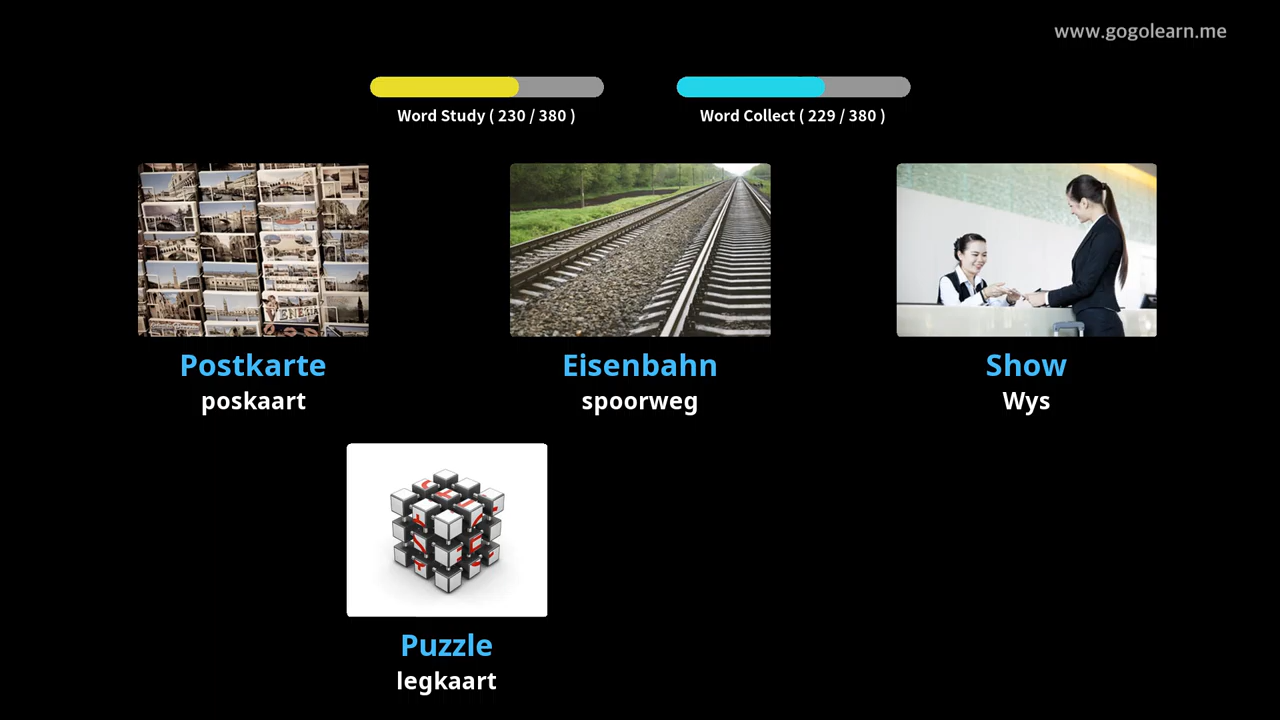 www.gogolearn.me
Word Study ( 230 / 380 )
Word Collect ( 229 / 380 )
Postkarte
poskaart
Eisenbahn
spoorweg
Show
Wys
Puzzle
legkaart